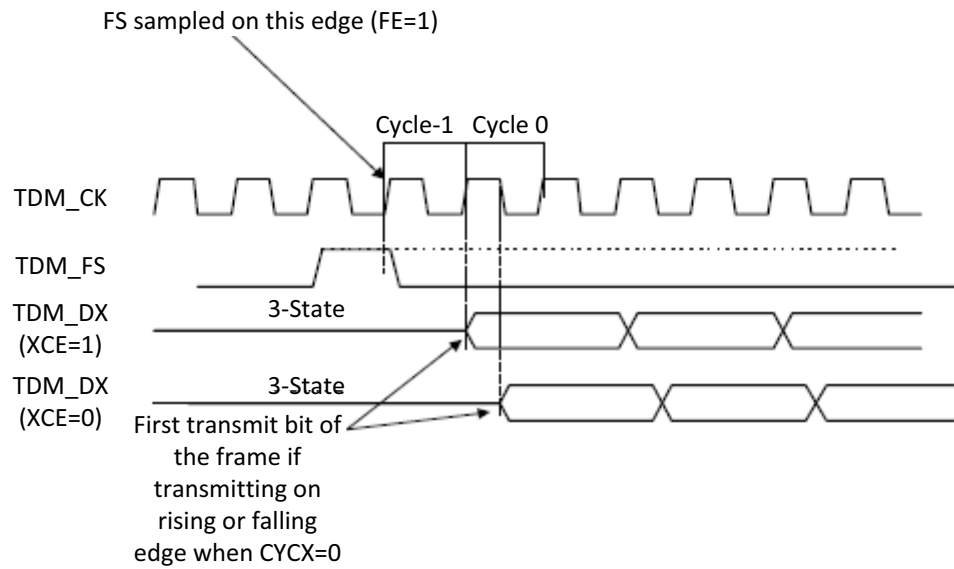 FS sampled on this edge (FE=1)
Cycle-1 Cycle 0
TDM_CK
TDM_FS
TDM_DX
(XCE=1)
3-State
TDM_DX
(XCE=0)
3-State
First transmit bit of
the frame if
transmitting on
rising or falling
edge when CYCX=0